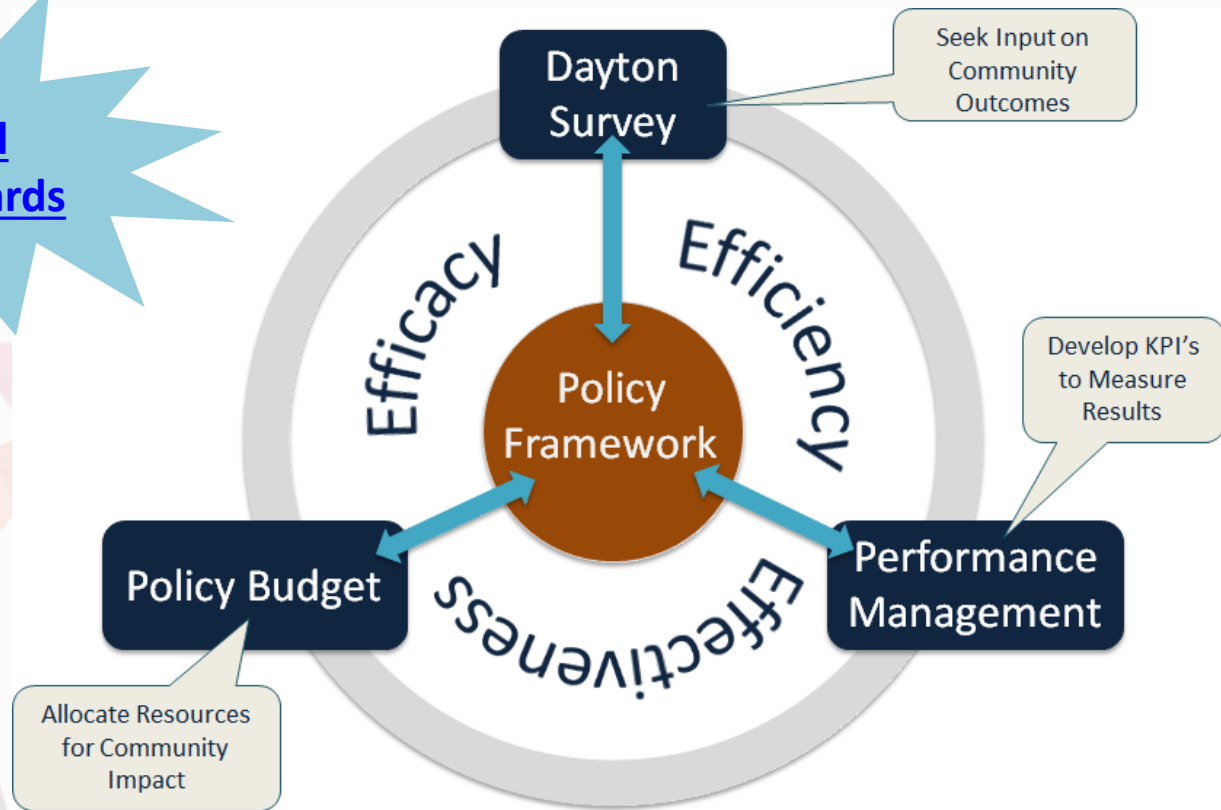 Dayton
Survey
Seek Input on
Community
Outcomes
Efficacy
Efficiency
Policy
Framework
Develop KPI's
to Measure
Results
Policy Budget
Performance
Management
Effectiveness
Allocate Resources
for Community
Impact